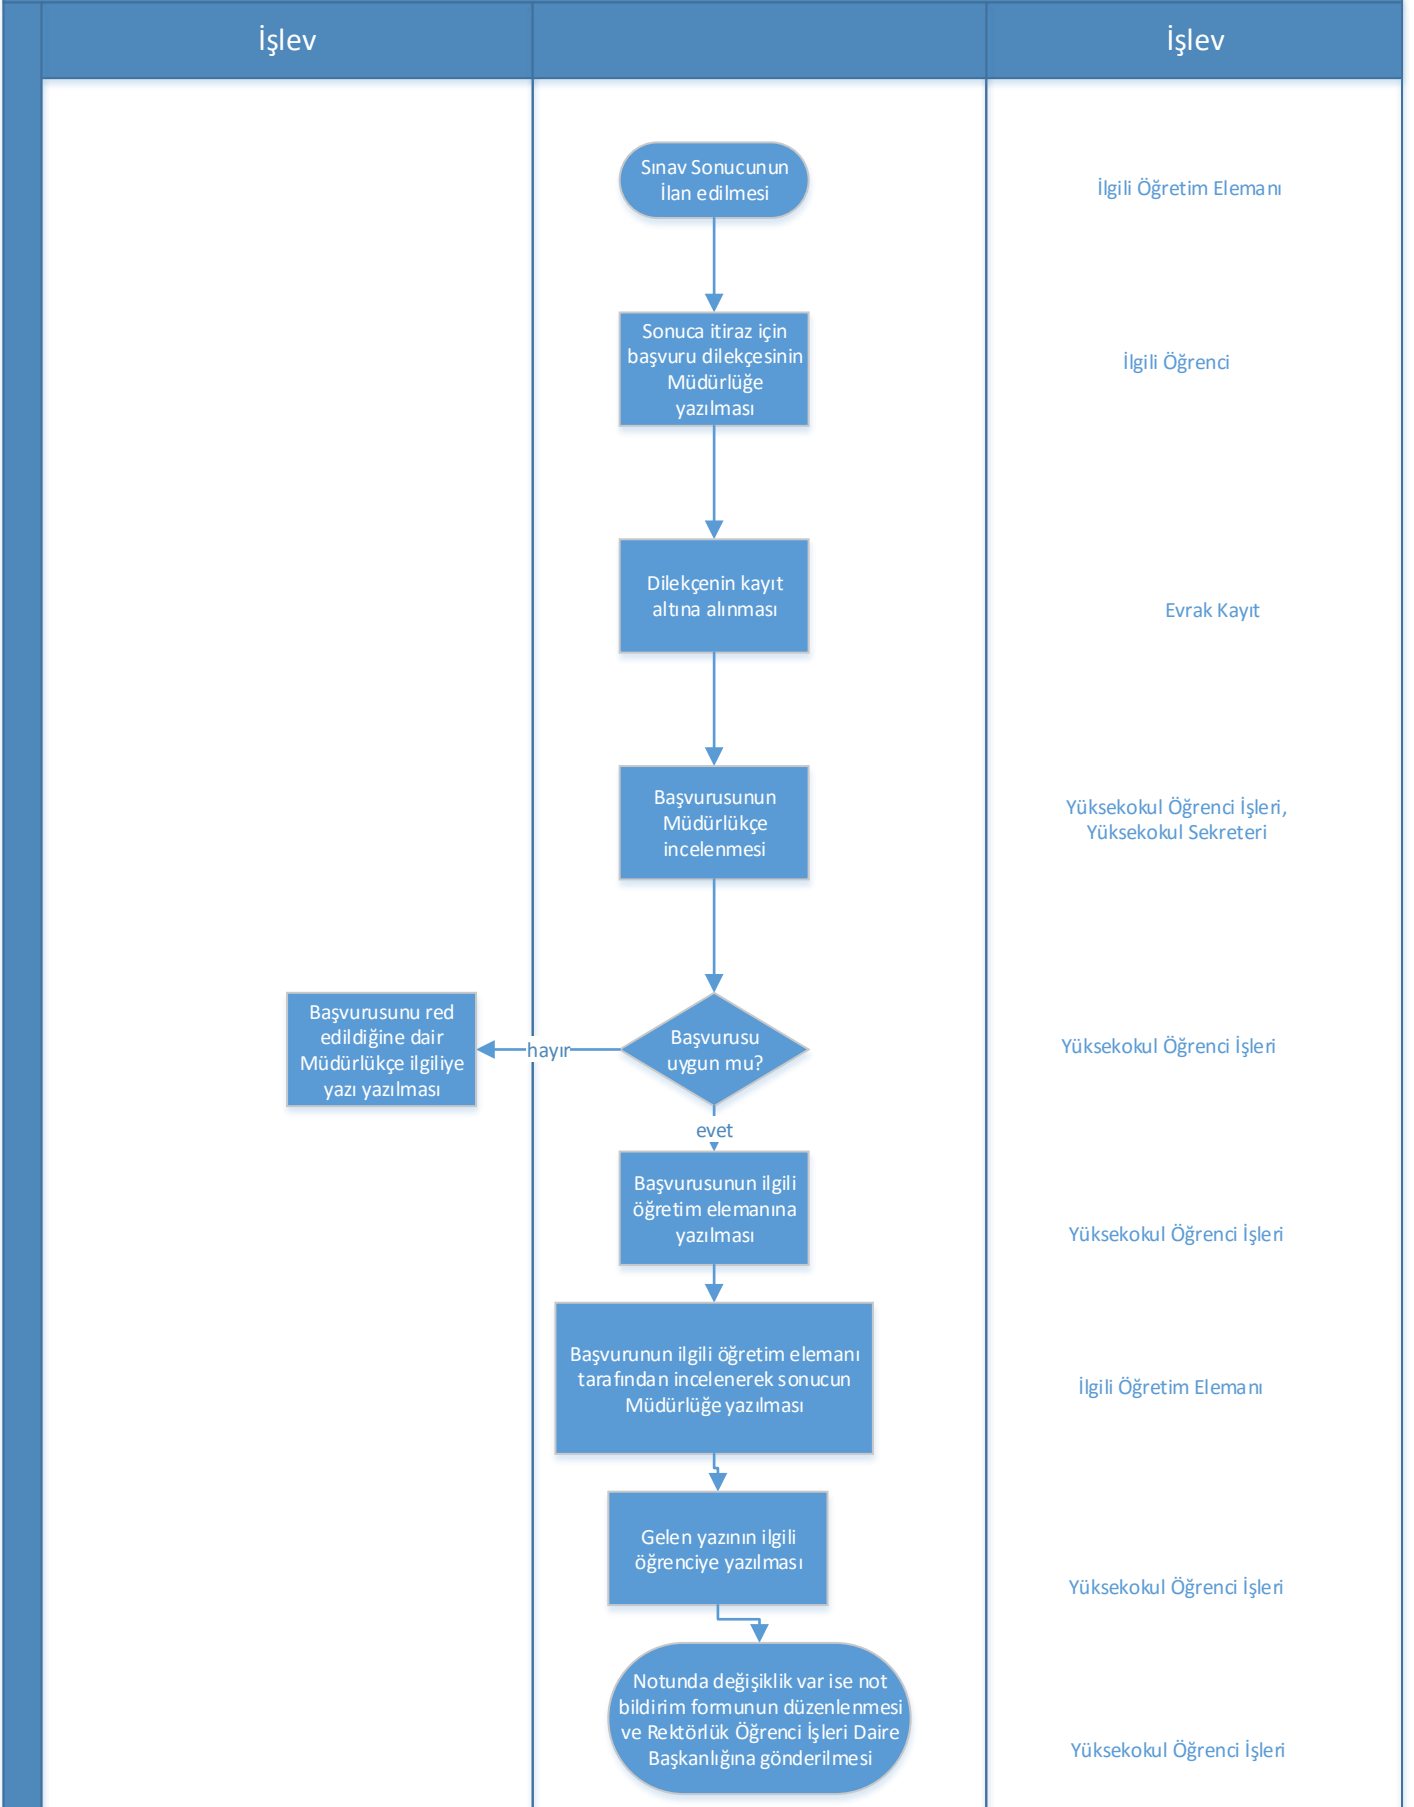 İşlev
İşlev
Sınav Sonucunun
İlan edilmesi
İlgili Öğretim Elemanı
Sonuca itiraz için
başvuru dilekçesinin
Müdürlüğe
yazılması
İlgili Öğrenci
Dilekçenin kayıt
altına alınması
Evrak Kayıt
Başvurusunun
Müdürlükçe
incelenmesi
Yüksekokul Öğrenci İşleri,
Yüksekokul Sekreteri
Başvurusunu red
edildiğine dair
Müdürlükçe ilgiliye
yazı yazılması
hayır
Başvurusu
uygun mu?
Yüksekokul Öğrenci İşleri
evet
Başvurusunun ilgili
öğretim elemanına
yazılması
Yüksekokul Öğrenci İşleri
Başvurunun ilgili öğretim elemanı
tarafından incelenerek sonucun
Müdürlüğe yazılması
İlgili Öğretim Elemanı
Gelen yazının ilgili
öğrenciye yazılması
Yüksekokul Öğrenci İşleri
Notunda değişiklik var ise not
bildirim formunun düzenlenmesi
ve Rektörlük Öğrenci İşleri Daire
Başkanlığına gönderilmesi
Yüksekokul Öğrenci İşleri